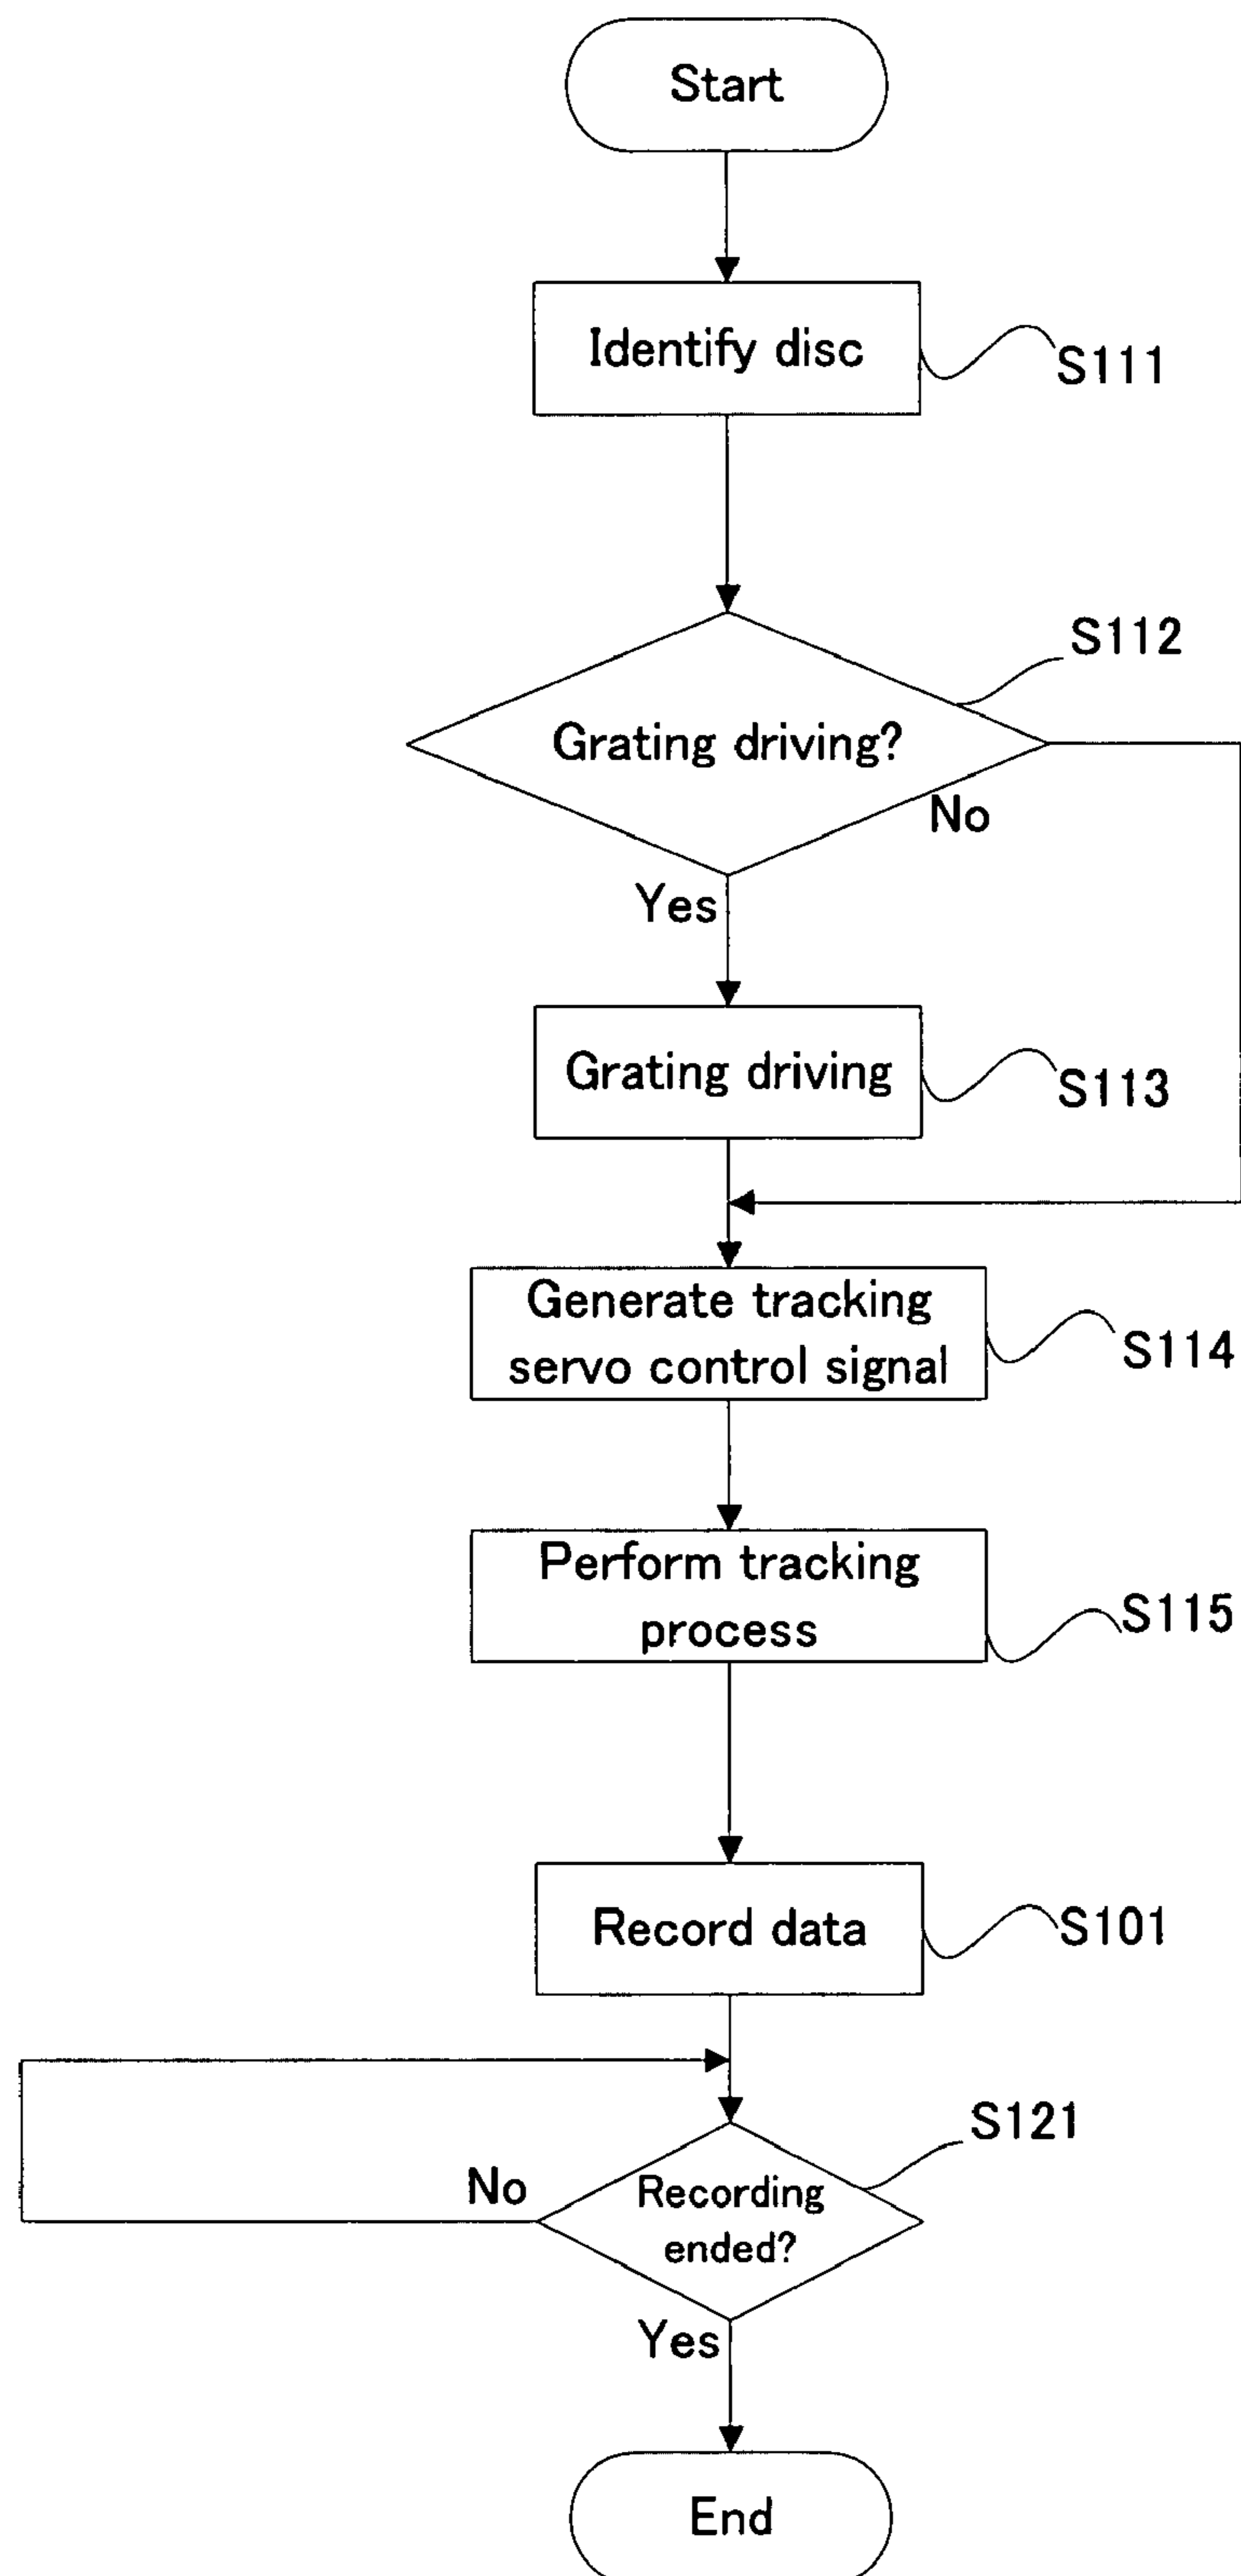 Start
Identify disc
S111
S112
Grating driving?
No
Yes
Grating driving
S113
Generate tracking
servo control signal
S114
Perform tracking
process
S115
Record data
S101
S121
No
Recording
ended?
Yes
End